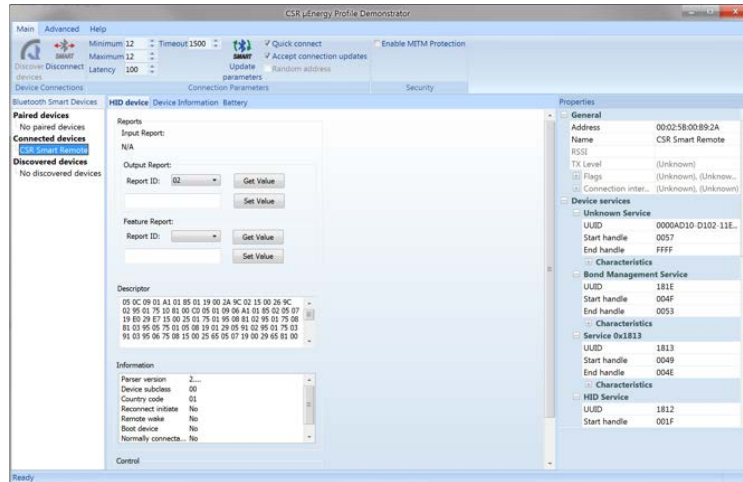 CSR µEnergy Profile Demonstrator
Main Advanced Help
Discover devices
Disconnect
Minimum 12
Maximum 12
Latency 100
Timeout 1500
SMART
Update parameters
Quick connect
Accept connection updates
Random address
Enable MITM Protection
Device Connections
Connection Parameters
Security
Bluetooth Smart Devices
Paired devices
No paired devices
Connected devices
CSR Smart Remote
Discovered devices
No discovered devices
HID device Device Information Battery
Reports
Input Report:
N/A
Output Report:
Report ID: 02 Get Value
Set Value
Feature Report:
Report ID: Get Value
Set Value
Descriptor
05 0C 09 01 A1 01 85 01 19 00 2A 9C 02 15 00 26 9C
02 95 01 75 10 81 00 C0 05 01 09 06 A1 01 85 02 05 07
19 E0 29 E7 15 00 25 01 75 01 95 08 81 02 95 01 75 08
81 03 95 05 75 01 05 08 19 01 29 05 91 02 95 01 75 03
91 03 95 06 75 08 15 00 25 65 05 07 19 00 29 65 81 00
Information
Parser version 2....
Device subclass 00
Country code 01
Reconnect initiate No
Remote wake No
Boot device No
Normally connecta... No
Control
Properties
General
Address 00:02:5B:00:B9:2A
Name CSR Smart Remote
RSSI
TX Level (Unknown)
Flags (Unknown), (Unknow...
Connection inter... (Unknown), (Unknown)
Device services
Unknown Service
UUID 0000AD10-D102-11E...
Start handle 0057
End handle FFFF
Characteristics
Bond Management Service
UUID 181E
Start handle 004F
End handle 0053
Characteristics
Service 0x1813
UUID 1813
Start handle 0049
End handle 004E
Characteristics
HID Service
UUID 1812
Start handle 001F
Ready